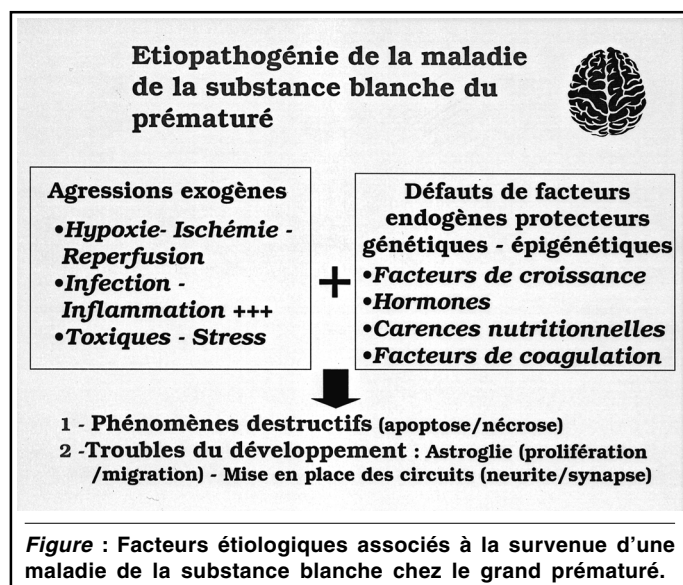 Etiopathogénie de la maladie
de la substance blanche du
prématuré
Agressions exogènes
•Hypoxie- Ischémie -
Reperfusion
•Infection -
Inflammation +++
•Toxiques - Stress
+
Défauts de facteurs
endogènes protecteurs
génétiques - épigénétiques
•Facteurs de croissance
•Hormones
•Carences nutritionnelles
•Facteurs de coagulation
1 - Phénomènes destructifs (apoptose/nécrose)
2 -Troubles du développement : Astroglie (prolifération
/migration) - Mise en place des circuits (neurite/synapse)
Figure : Facteurs étiologiques associés à la survenue d'une
maladie de la substance blanche chez le grand prématuré.